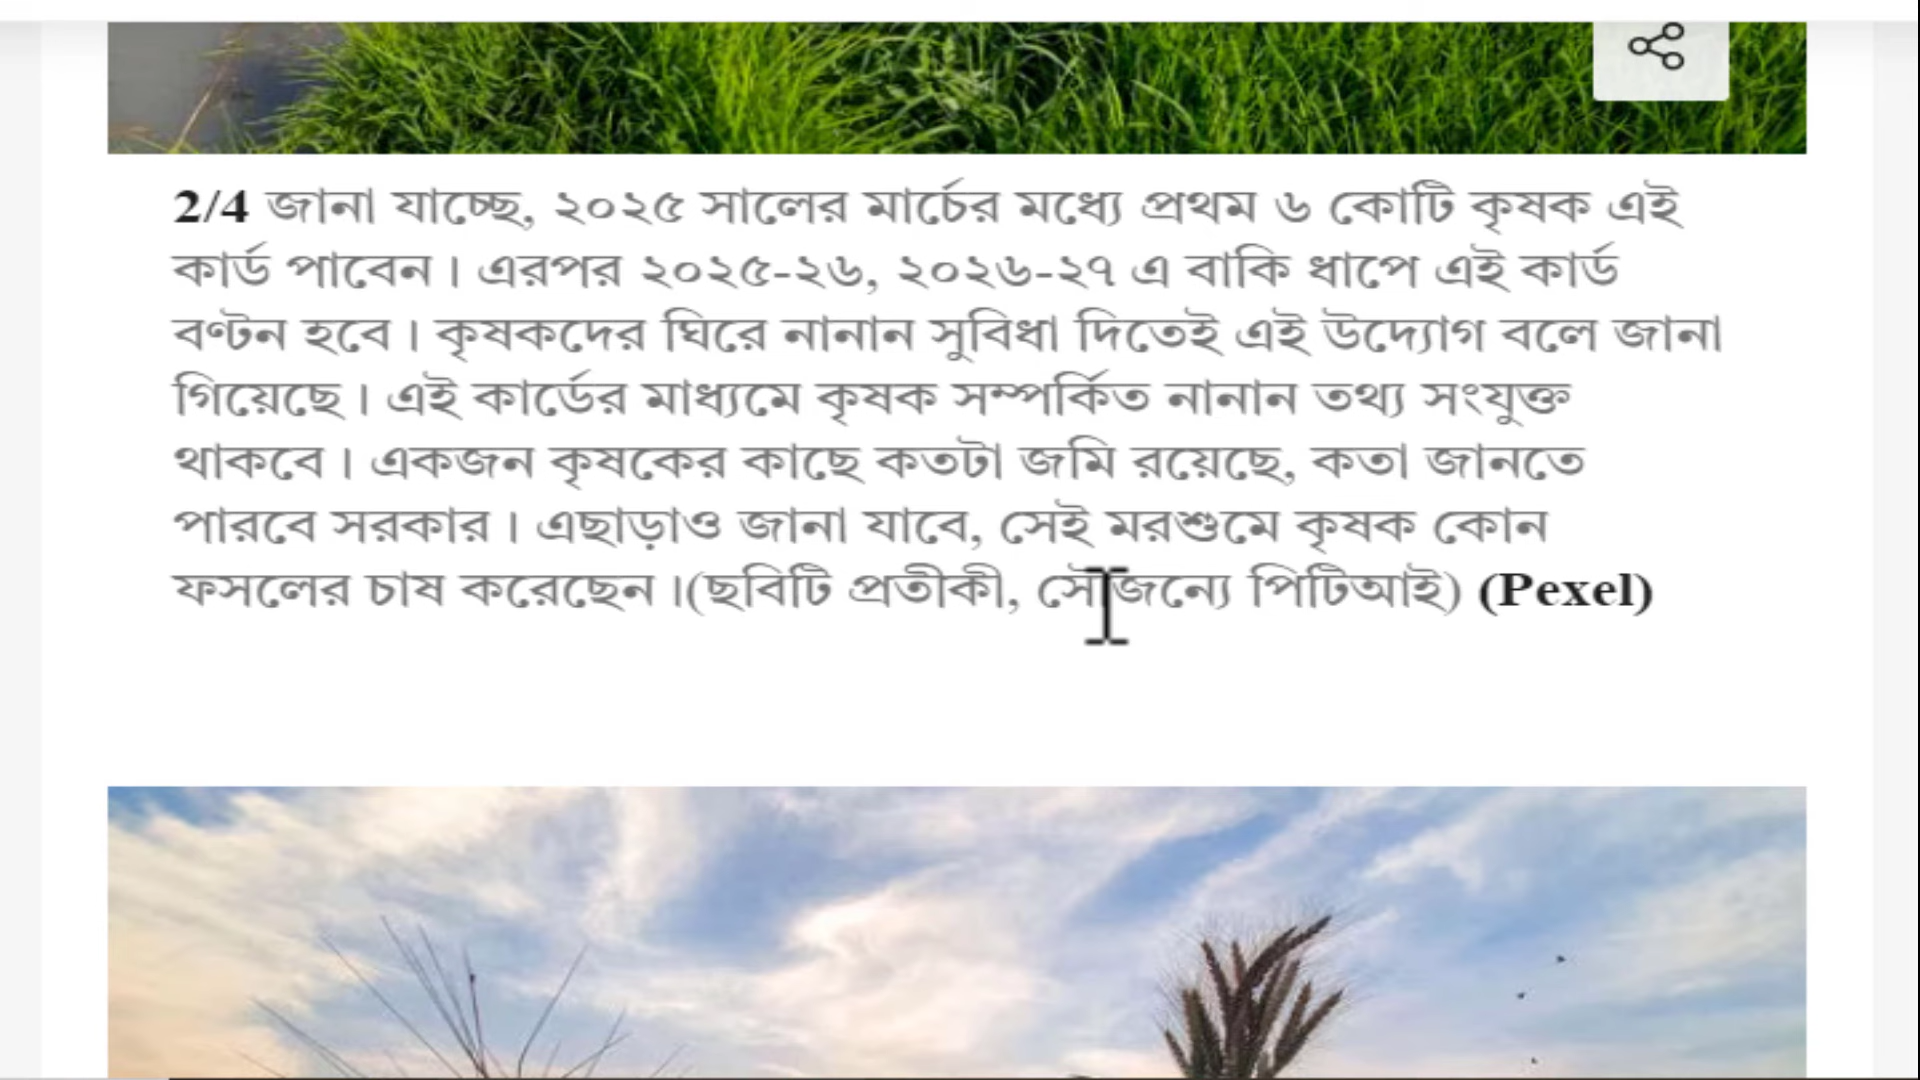 2/4 জানা যাচ্ছে, ২০২৫ সালের মার্চের মধ্যে প্রথম ৬ কোটি কৃষক এই
কার্ড পাবেন। এরপর ২০২৫-২৬, ২০২৬-২৭ এ বাকি ধাপে এই কার্ড
বণ্টন হবে। কৃষকদের ঘিরে নানান সুবিধা দিতেই এই উদ্যোগ বলে জানা
গিয়েছে। এই কার্ডের মাধ্যমে কৃষক সম্পর্কিত নানান তথ্য সংযুক্ত
থাকবে। একজন কৃষকের কাছে কতটা জমি রয়েছে, কতা জানতে
পারবে সরকার। এছাড়াও জানা যাবে, সেই মরশুমে কৃষক কোন
ফসলের চাষ করেছেন।(ছবিটি প্রতীকী, সৌজন্যে পিটিআই) (Pexel)